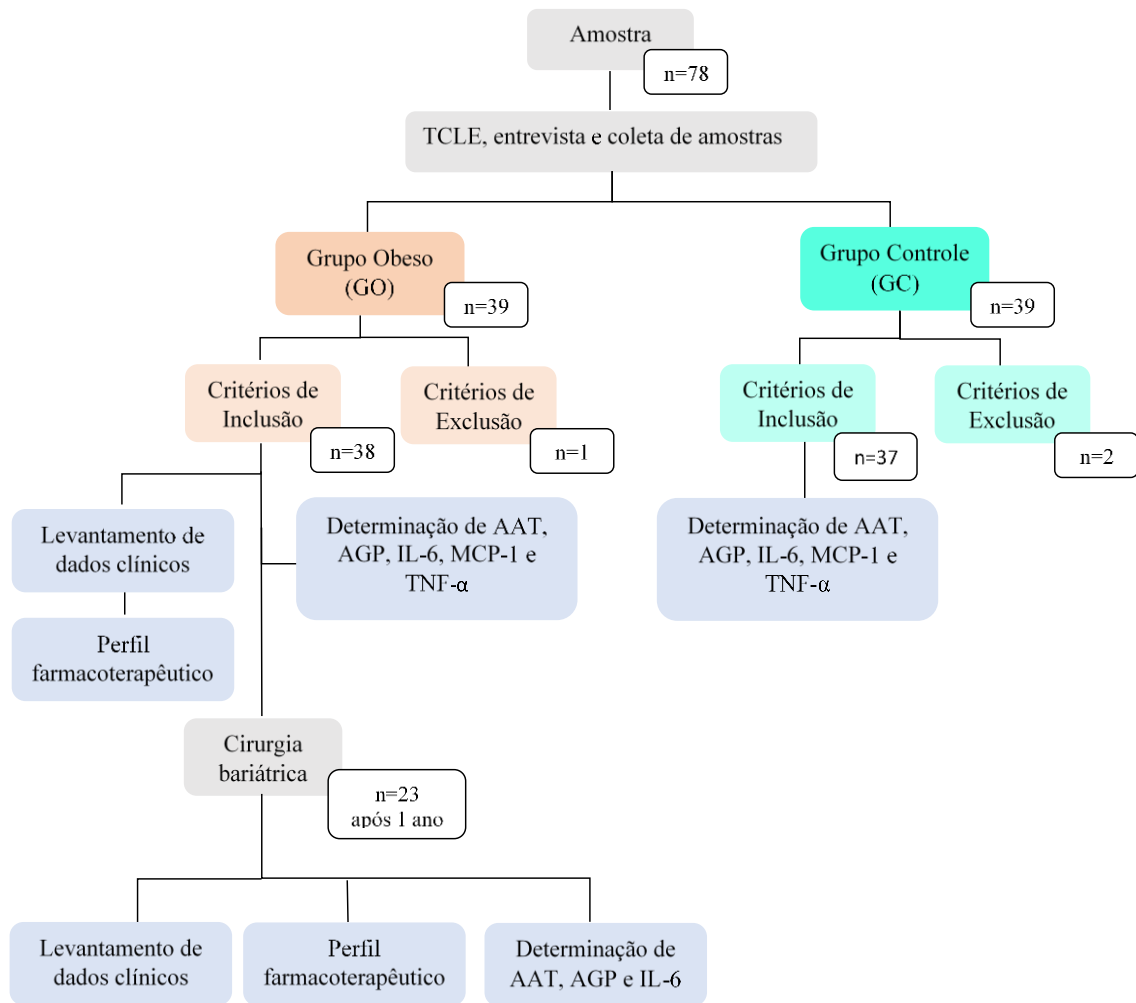 Amostra
n=78
TCLE, entrevista e coleta de amostras
Grupo Obeso
(GO)
n=39
Grupo Controle
(GC)
n=39
Critérios de
Inclusão
n=38
Critérios de
Exclusão
n=1
Critérios de
Inclusão
n=37
Critérios de
Exclusão
n=2
Levantamento de
dados clínicos
Determinação de AAT,
AGP, IL-6, MCP-1 e
TNF-α
Determinação de AAT,
AGP, IL-6, MCP-1 e
TNF-α
Perfil
farmacoterapêutico
Cirurgia
bariátrica
n=23
após 1 ano
Levantamento de
dados clínicos
Perfil
farmacoterapêutico
Determinação de
AAT, AGP e IL-6